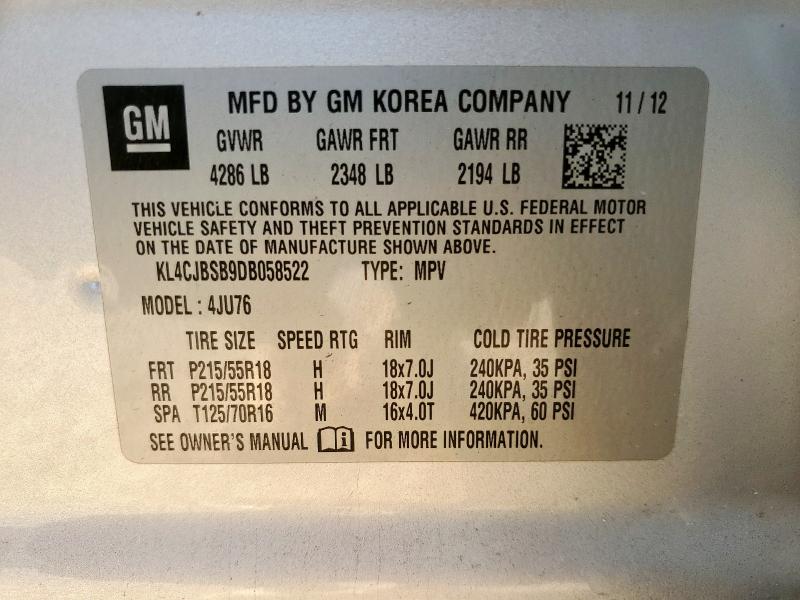 GM
MFD BY GM KOREA COMPANY 11 / 12
GVWR GAWR FRT GAWR RR
4286 LB 2348 LB 2194 LB
THIS VEHICLE CONFORMS TO ALL APPLICABLE U.S. FEDERAL MOTOR
VEHICLE SAFETY AND THEFT PREVENTION STANDARDS IN EFFECT
ON THE DATE OF MANUFACTURE SHOWN ABOVE.
KL4CJBSB9DB058522 TYPE: MPV
MODEL : 4JU76
TIRE SIZE SPEED RTG RIM COLD TIRE PRESSURE
FRT P215/55R18 H 18x7.0J 240KPA, 35 PSI
RR P215/55R18 H 18x7.0J 240KPA, 35 PSI
SPA T125/70R16 M 16x4.0T 420KPA, 60 PSI
SEE OWNER'S MANUAL i FOR MORE INFORMATION.